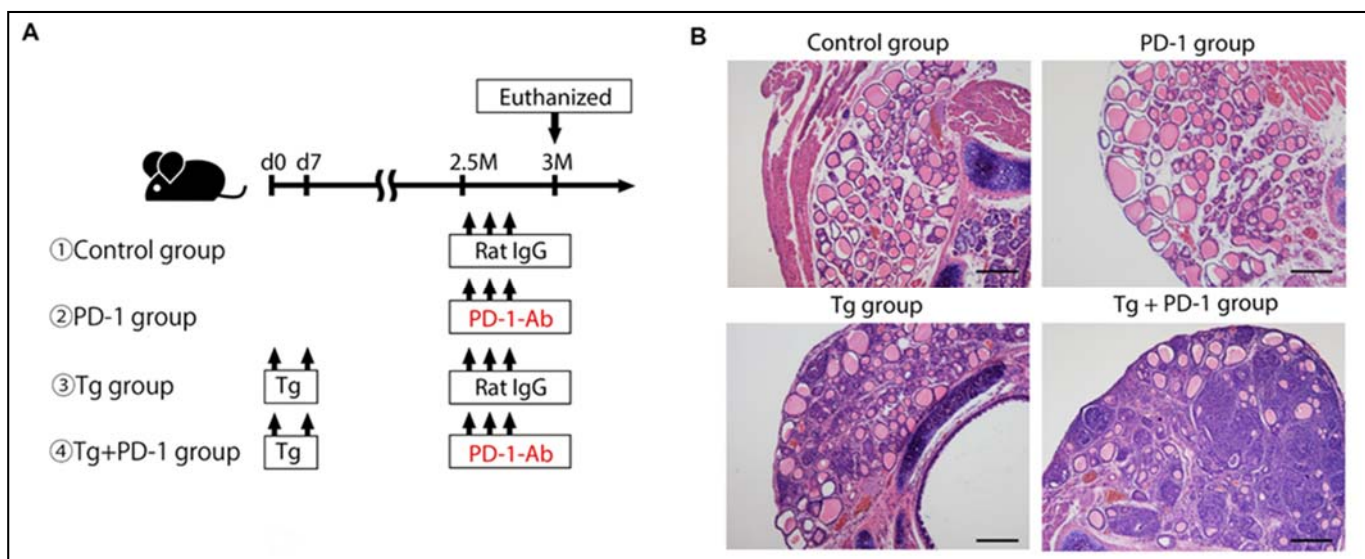 A
Euthanized
d0 d7 2.5M 3M
①Control group
Rat IgG
②PD-1 group
PD-1-Ab
③Tg group
Tg
Rat IgG
④Tg+PD-1 group
Tg
PD-1-Ab
B
Control group
PD-1 group
Tg group
Tg + PD-1 group